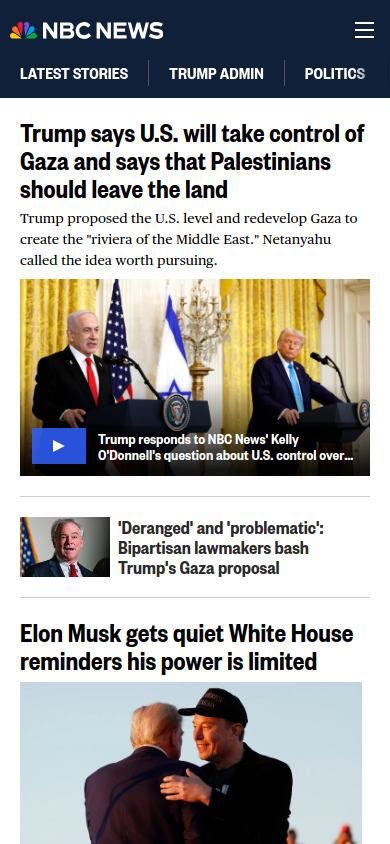 NBC NEWS
LATEST STORIES
TRUMP ADMIN
POLITICS
Trump says U.S. will take control of
Gaza and says that Palestinians
should leave the land
Trump proposed the U.S. level and redevelop Gaza to
create the "riviera of the Middle East." Netanyahu
called the idea worth pursuing.
Trump responds to NBC News' Kelly
O'Donnell's question about U.S. control over...
'Deranged' and 'problematic':
Bipartisan lawmakers bash
Trump's Gaza proposal
Elon Musk gets quiet White House
reminders his power is limited